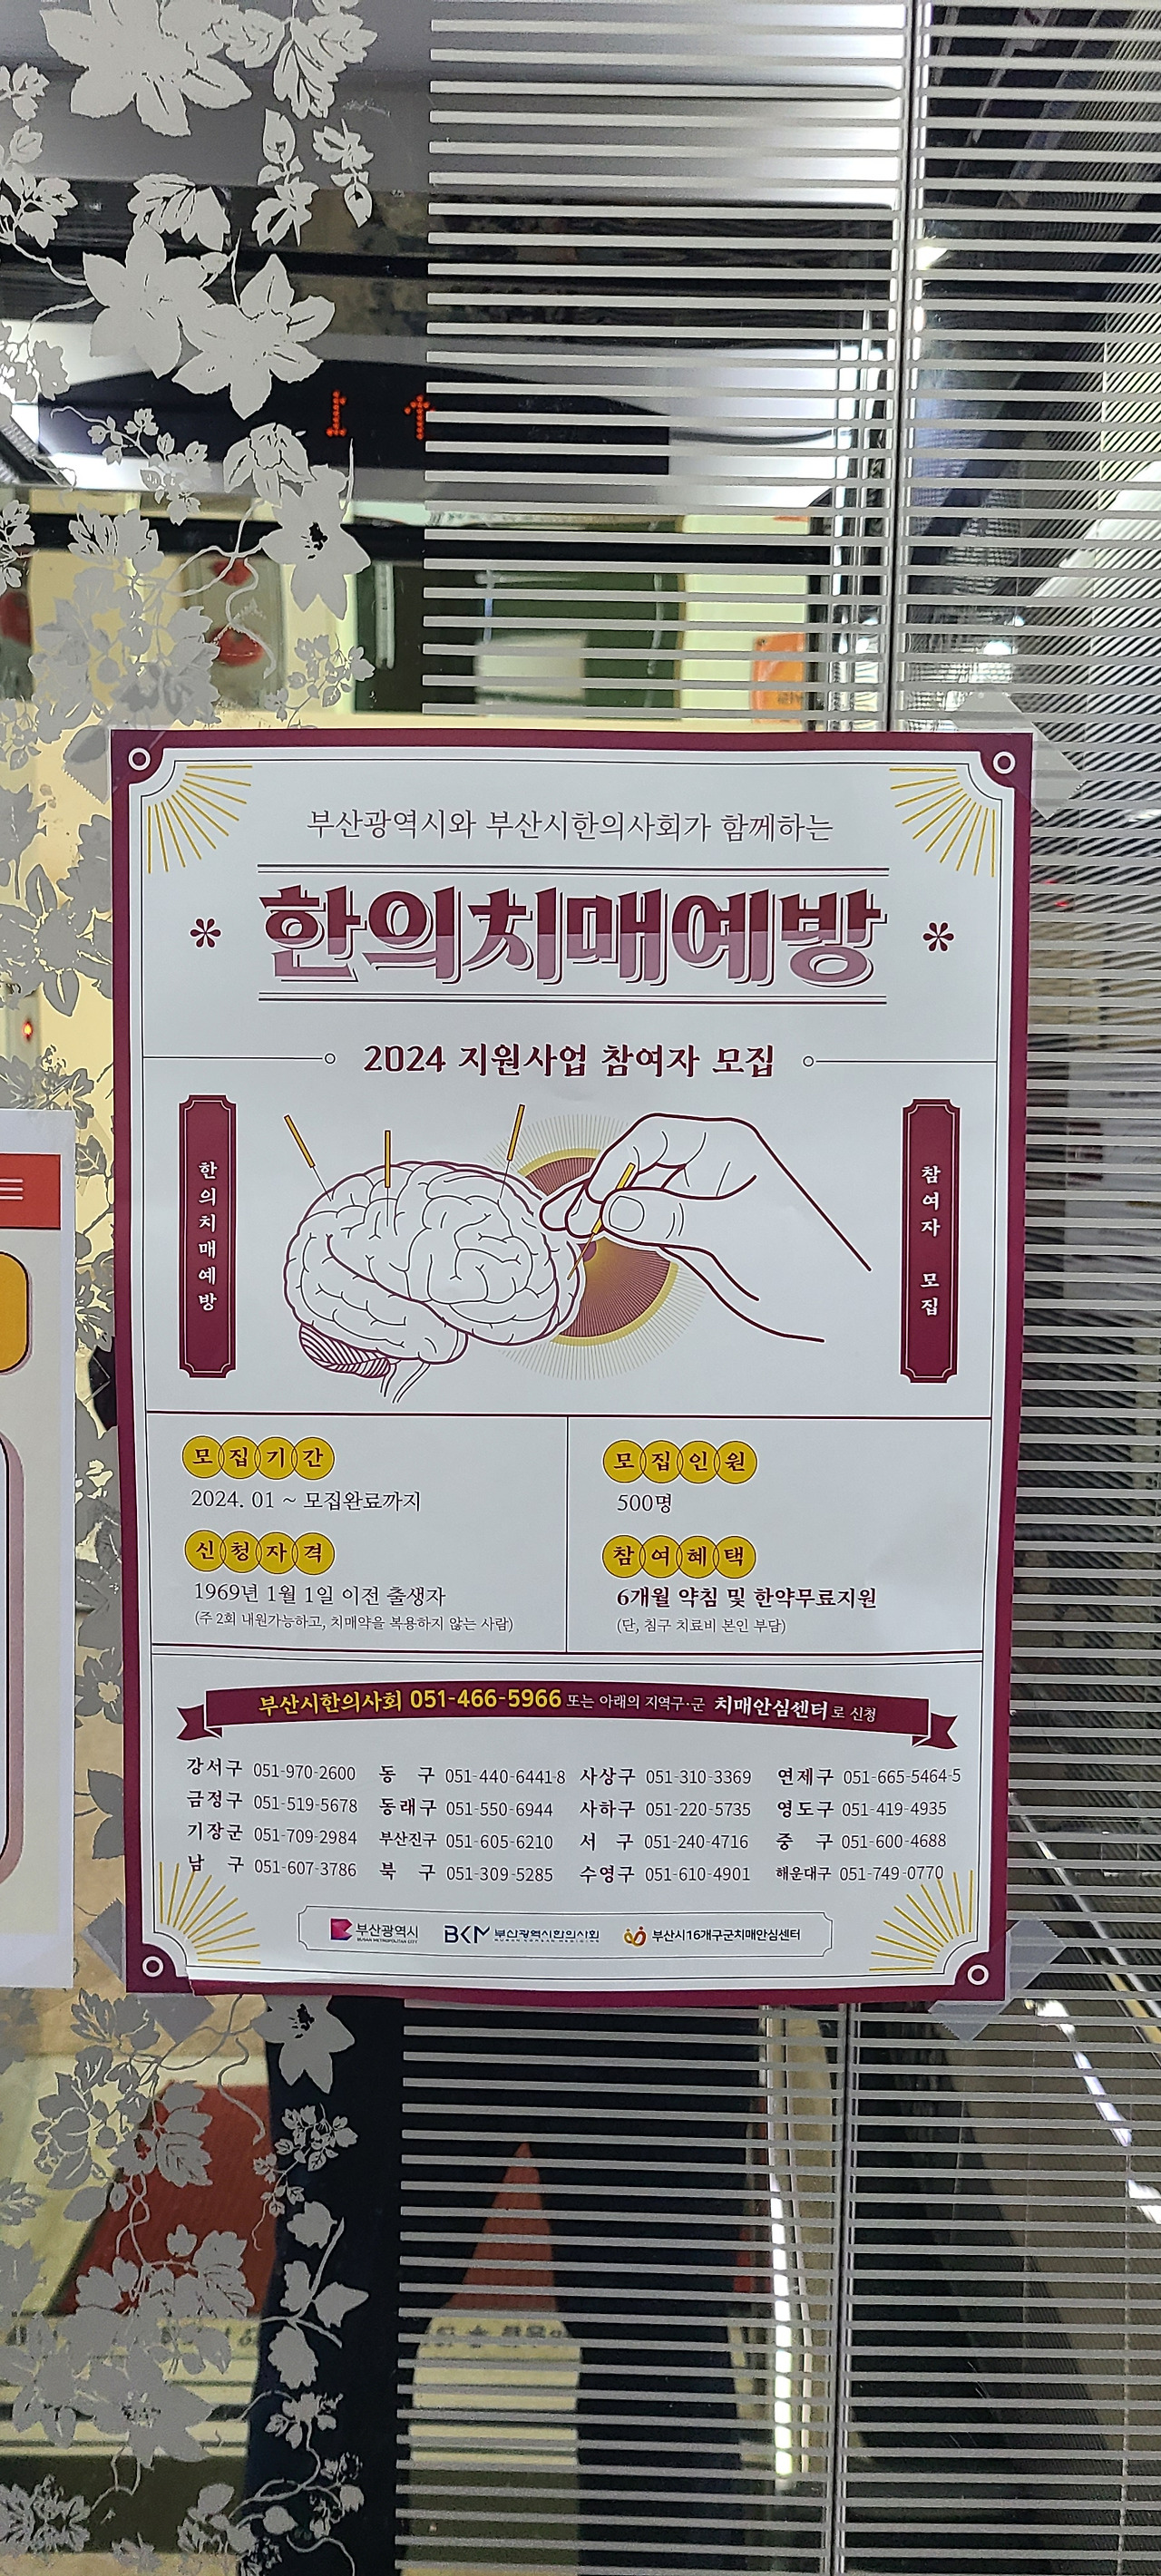 부산광역시와 부산시한의사회가 함께하는
한의치매예방
2024 지원사업 참여자 모집
한의치매예방
참여자 모집
모집기간
2024. 01 ~ 모집완료까지
신청자격
1969년 1월 1일 이전 출생자
(주 2회 내원가능하고, 치매약을 복용하지 않는 사람)
모집인원
500명
참여혜택
6개월 약침 및 한약무료지원
(단, 침구 치료비 본인 부담)
부산시한의사회 051-466-5966 또는 아래의 지역구·군 치매안심센터로 신청
강서구 051-970-2600 동 구 051-440-6441-8 사상구 051-310-3369 연제구 051-665-5464-5
금정구 051-519-5678 동래구 051-550-6944 사하구 051-220-5735 영도구 051-419-4935
기장군 051-709-2984 부산진구 051-605-6210 서 구 051-240-4716 중 구 051-600-4688
남 구 051-607-3786 북 구 051-309-5285 수영구 051-610-4901 해운대구 051-749-0770
부산광역시 BKM 부산광역시한의사회 부산시16개구군치매안심센터
BUSAN METROPOLITAN CITY